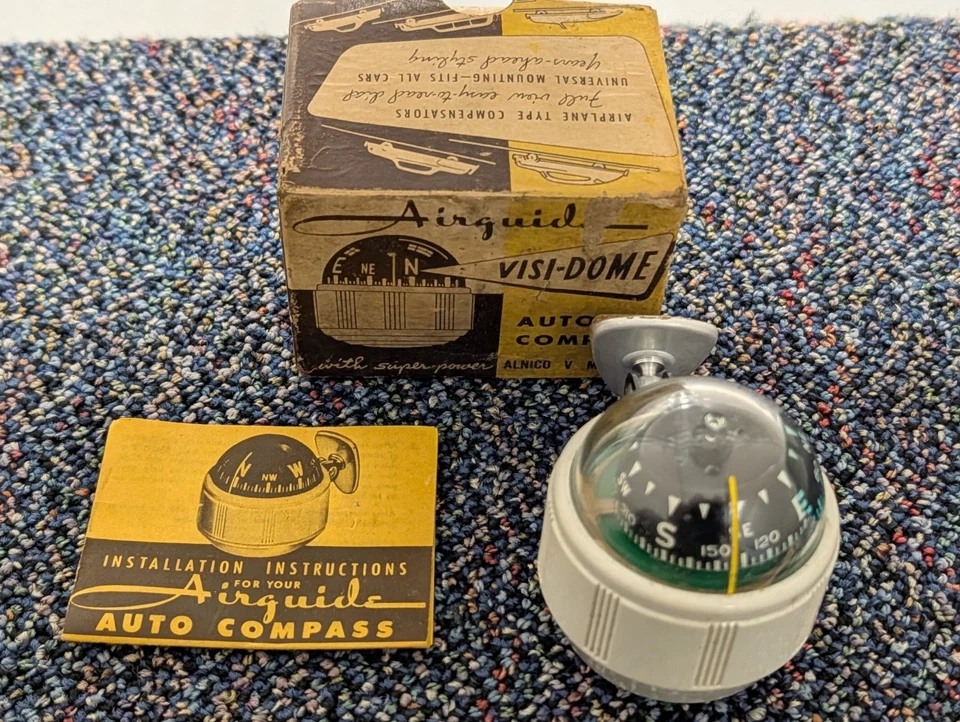 AIRPLANE TYPE COMPENSATORS
Full view easy-to-read dial
UNIVERSAL MOUNTING—FITS ALL CARS
Years-ahead styling
Airguide
VISI-DOME
E NE N
AUTO
with super-power ALNICO V
N NW W
INSTALLATION INSTRUCTIONS
FOR YOUR
Airguide
AUTO COMPASS
SW S E E
150 120